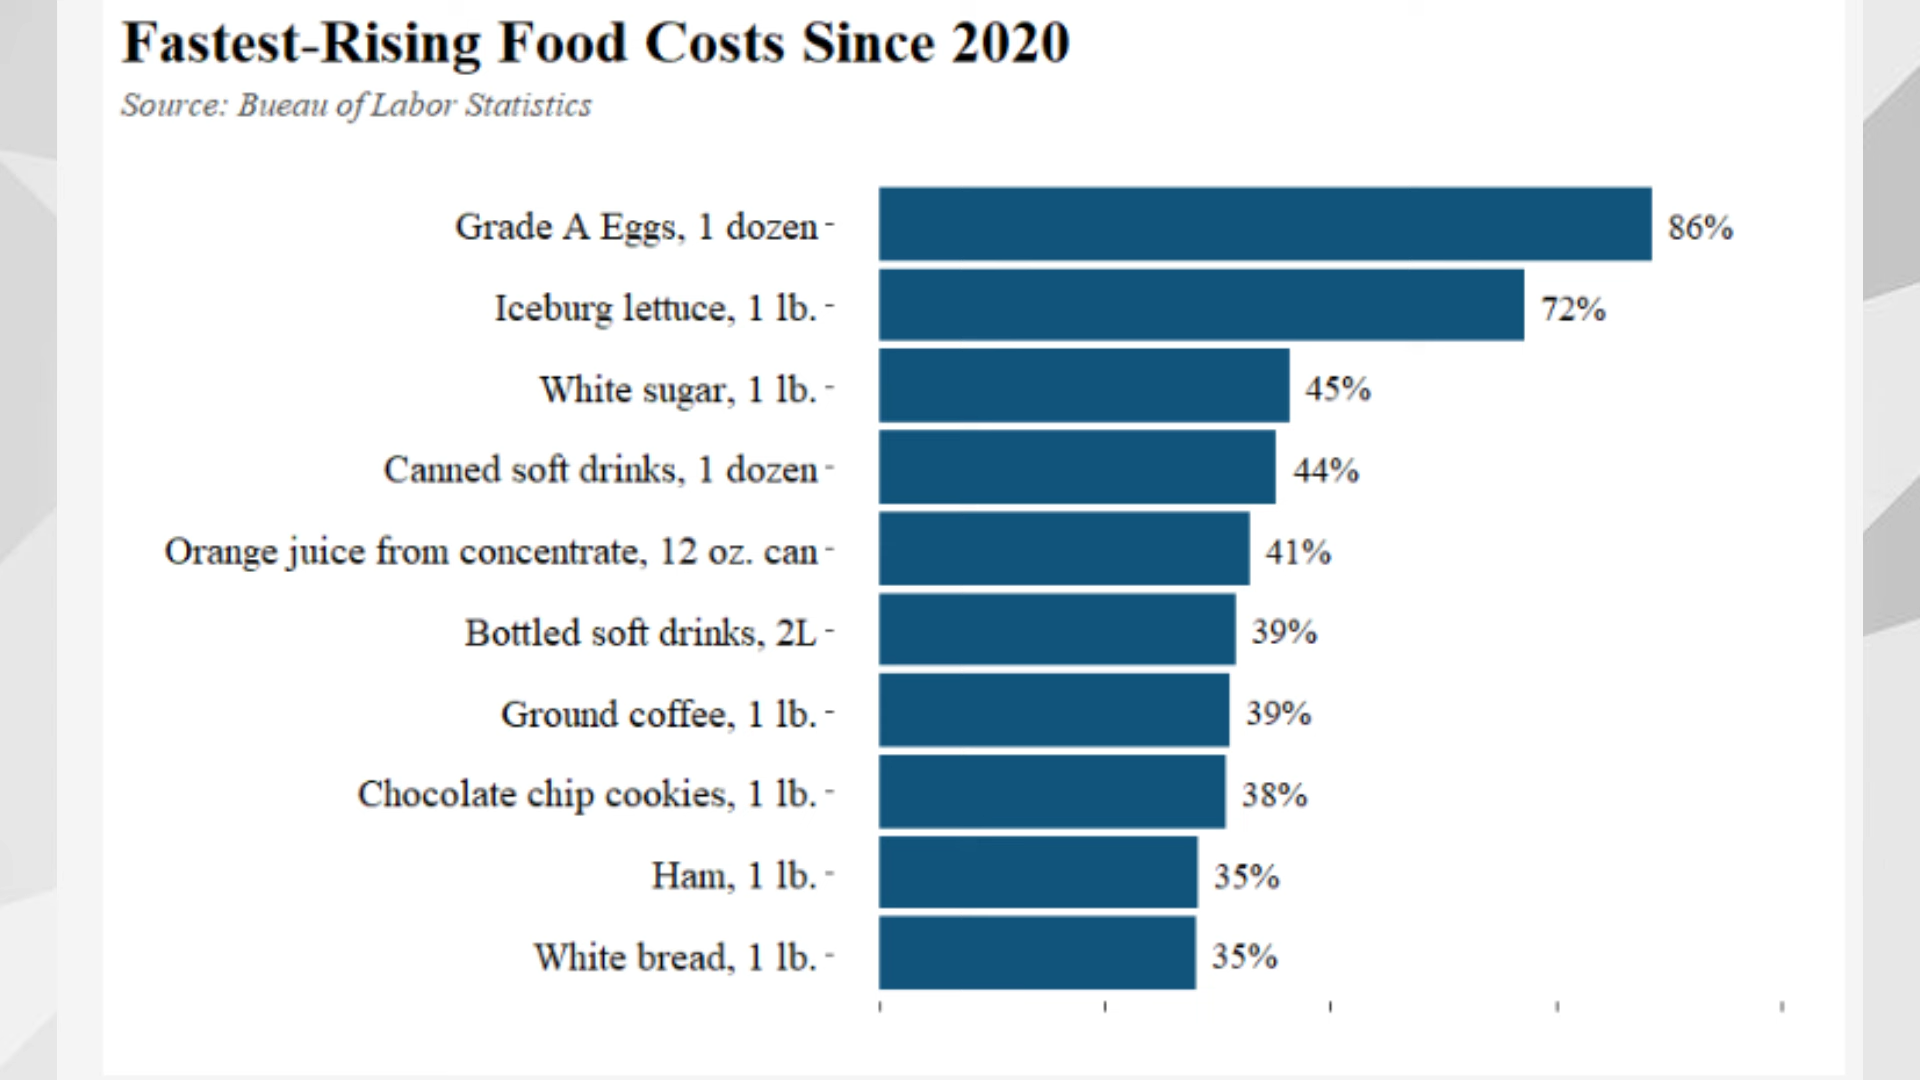 Fastest-Rising Food Costs Since 2020
Source: Bueau of Labor Statistics
Grade A Eggs, 1 dozen 86%
Iceburg lettuce, 1 lb. 72%
White sugar, 1 lb. 45%
Canned soft drinks, 1 dozen 44%
Orange juice from concentrate, 12 oz. can 41%
Bottled soft drinks, 2L 39%
Ground coffee, 1 lb. 39%
Chocolate chip cookies, 1 lb. 38%
Ham, 1 lb. 35%
White bread, 1 lb. 35%